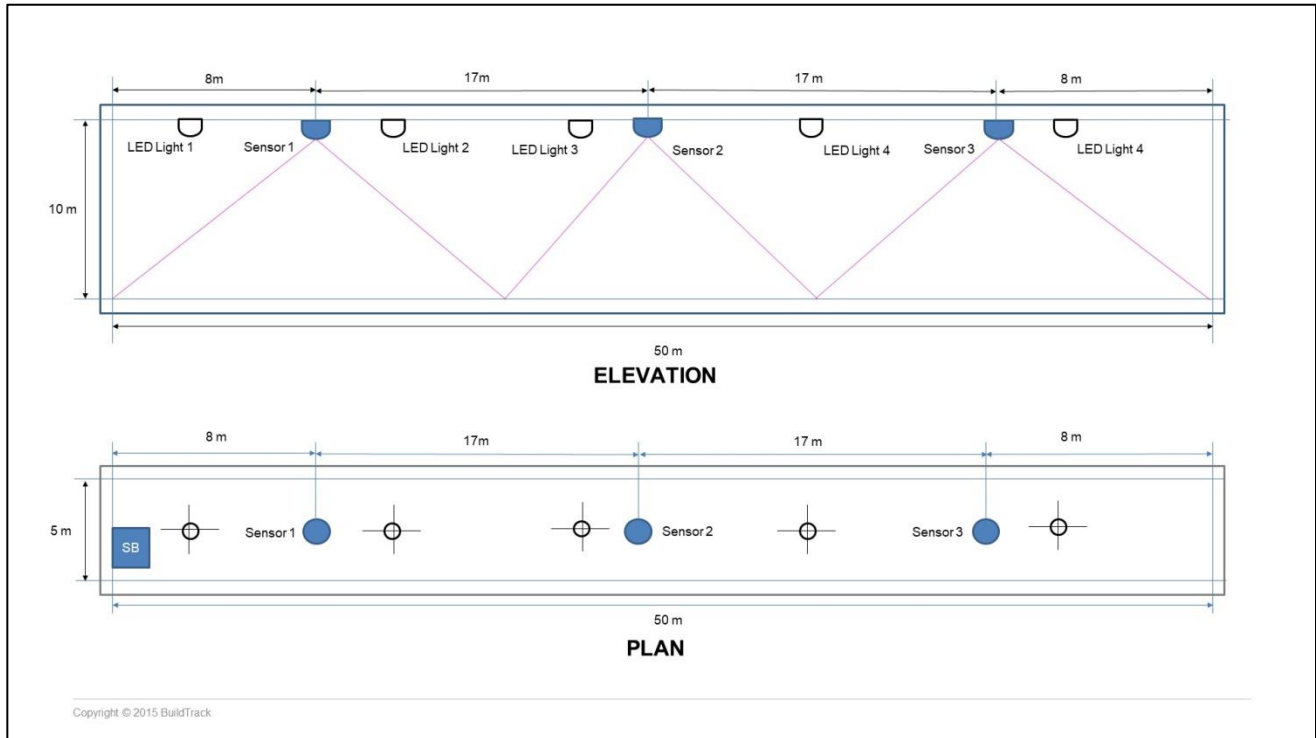 8m
17m
17 m
8 m
LED Light 1
Sensor 1
LED Light 2
LED Light 3
Sensor 2
LED Light 4
Sensor 3
LED Light 4
10 m
50 m
ELEVATION
8 m
17m
17 m
8 m
5 m
SB
Sensor 1
Sensor 2
Sensor 3
50 m
PLAN
Copyright © 2015 BuildTrack